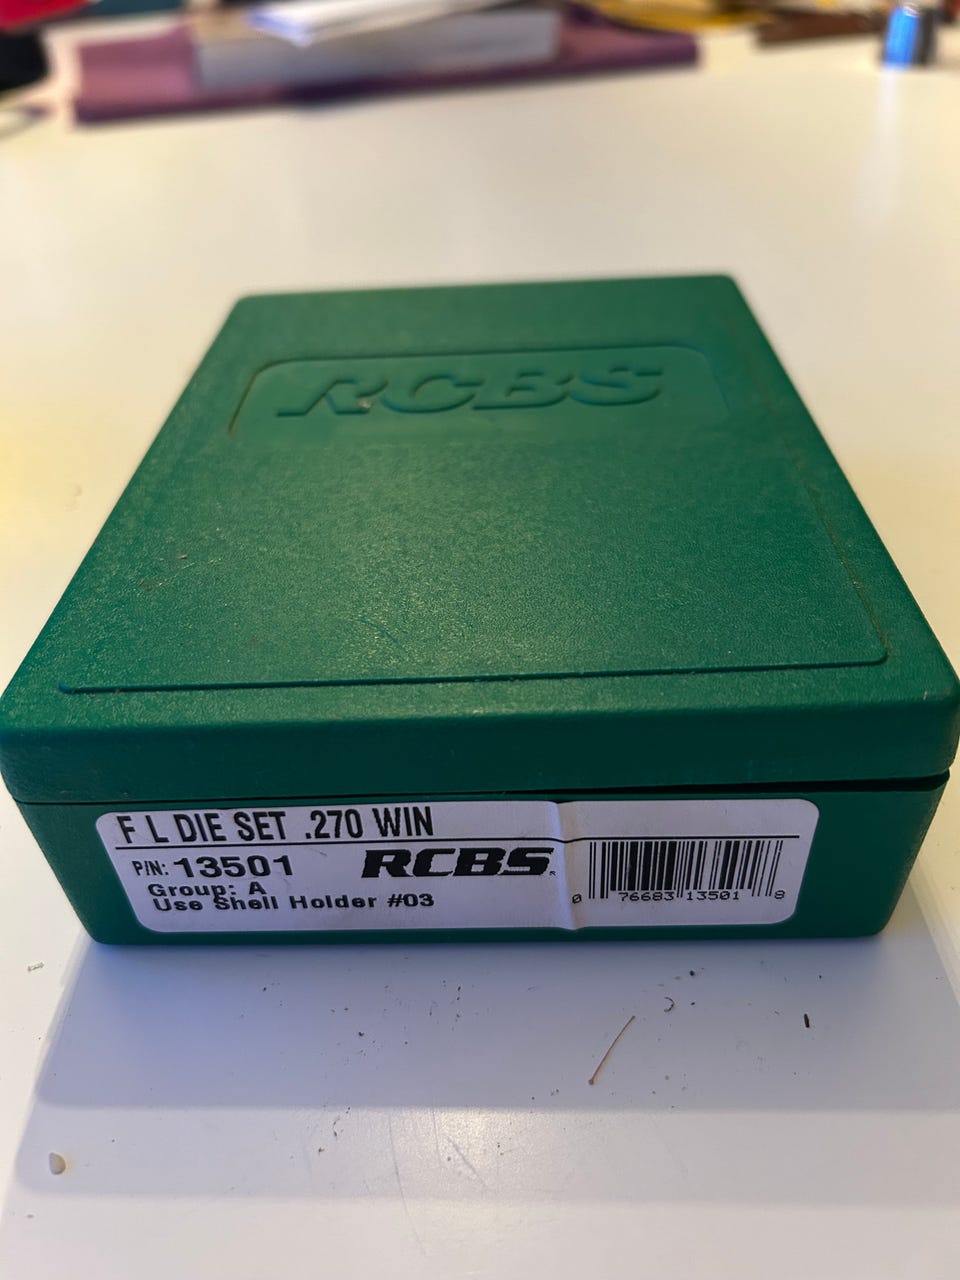 RCBS
F L DIE SET .270 WIN
P/N: 13501
RCBS
Group: A
Use Shell Holder #03
0 76683 13501 8